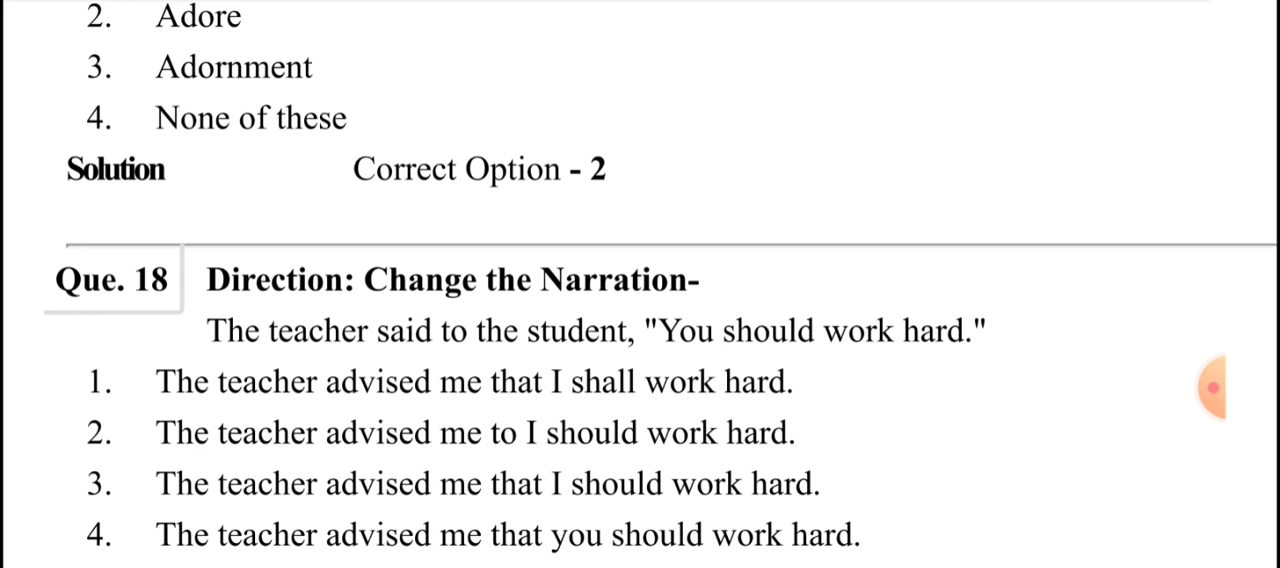 2. Adore
3. Adornment
4. None of these
Solution Correct Option - 2
Que. 18 Direction: Change the Narration-
The teacher said to the student, "You should work hard."
1. The teacher advised me that I shall work hard.
2. The teacher advised me to I should work hard.
3. The teacher advised me that I should work hard.
4. The teacher advised me that you should work hard.